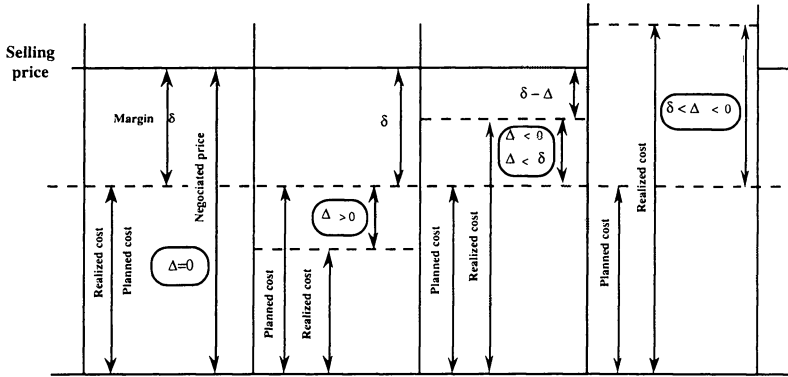 Selling
price
Margin δ
Negociated price
Realized cost
Planned cost
Δ=0
δ
Δ > 0
Planned cost
Realized cost
δ – Δ
Δ < 0
Δ < δ
Planned cost
Realized cost
δ < Δ < 0
Realized cost
Planned cost